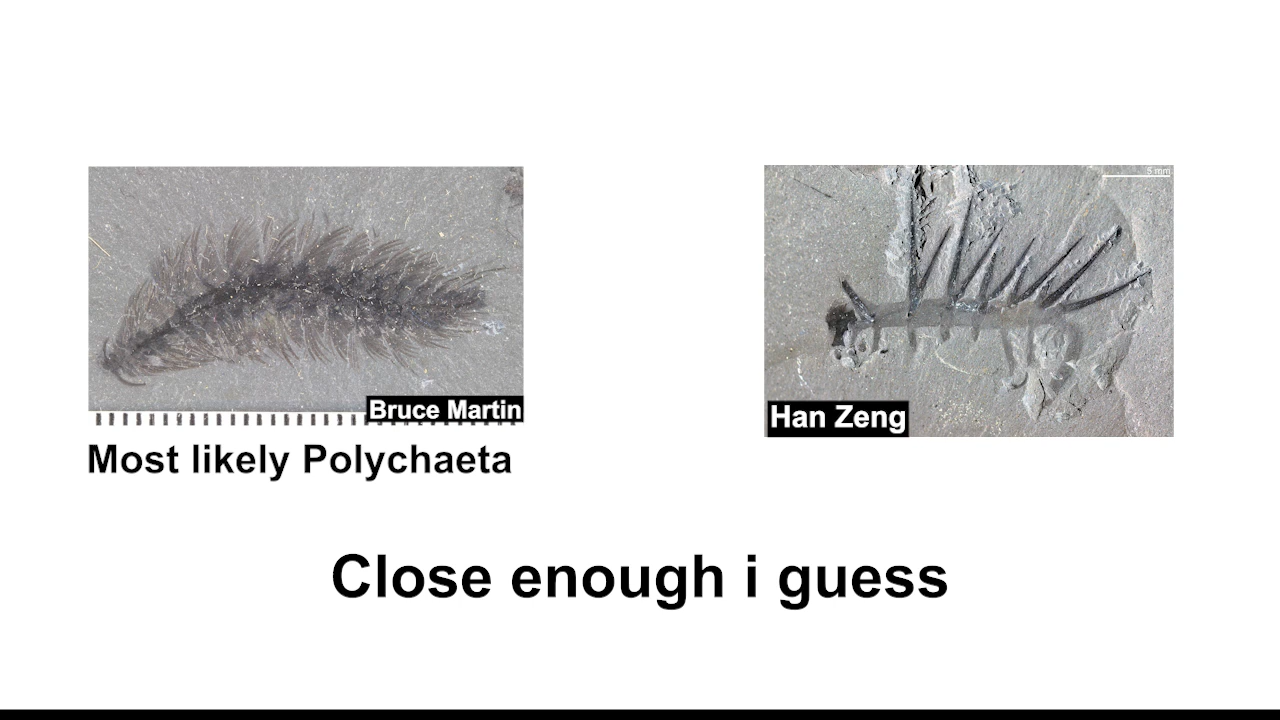 5 mm
Bruce Martin
Han Zeng
Most likely Polychaeta
Close enough i guess